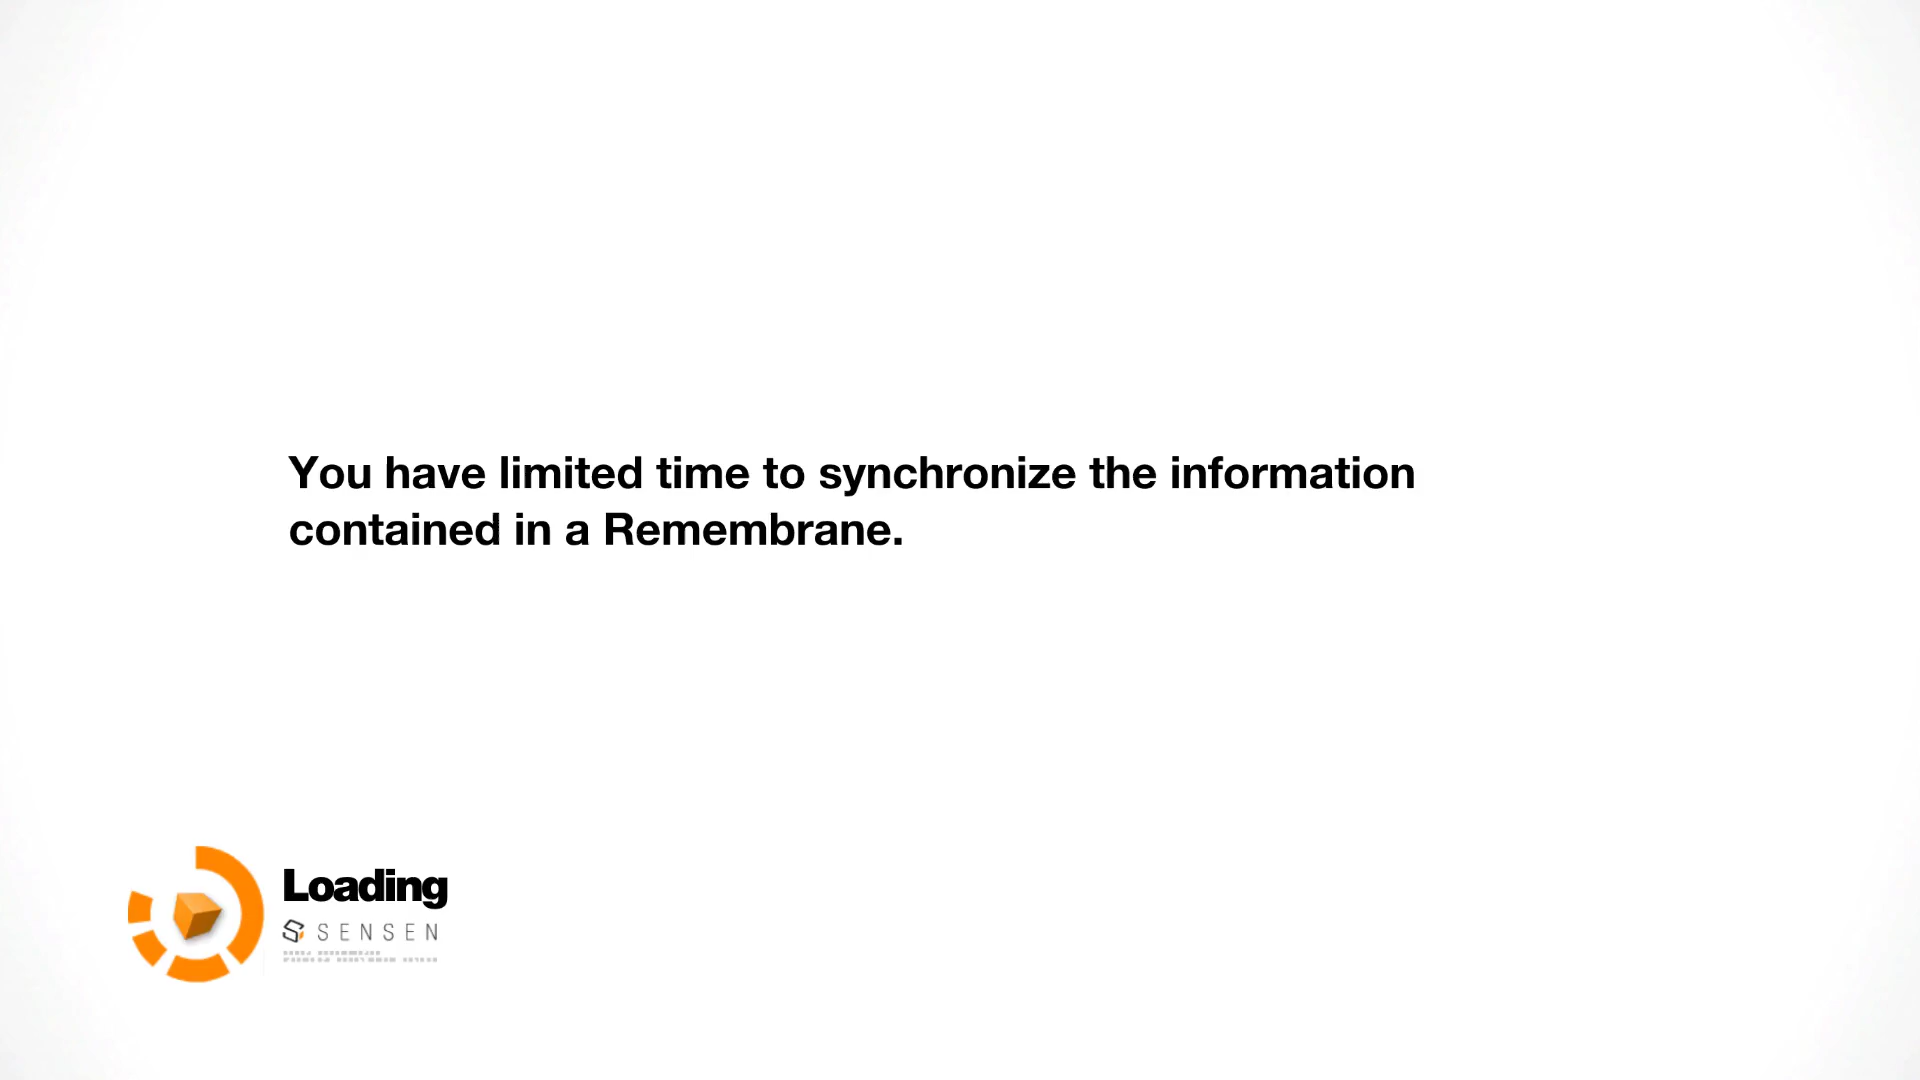 You have limited time to synchronize the information
contained in a Remembrane.
Loading
SENSEN